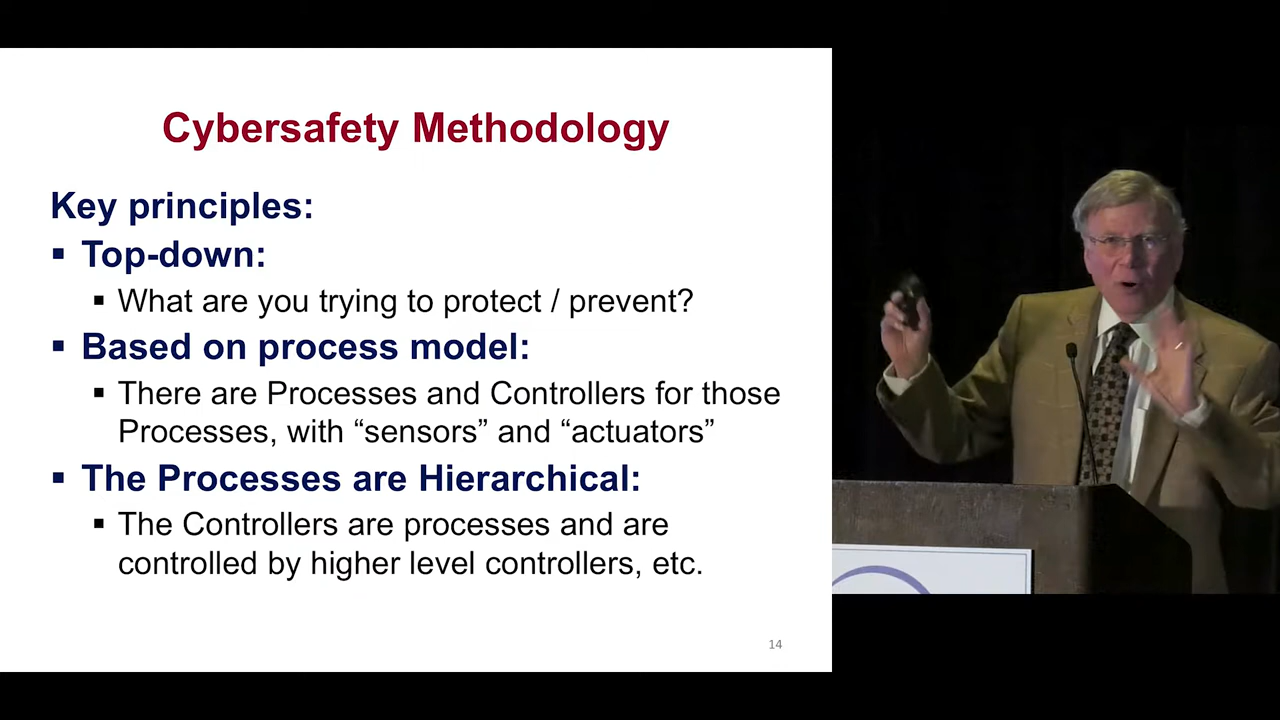 Cybersafety Methodology
Key principles:
▪ Top-down:
▪ What are you trying to protect / prevent?
▪ Based on process model:
▪ There are Processes and Controllers for those
Processes, with “sensors” and “actuators”
▪ The Processes are Hierarchical:
▪ The Controllers are processes and are
controlled by higher level controllers, etc.
14